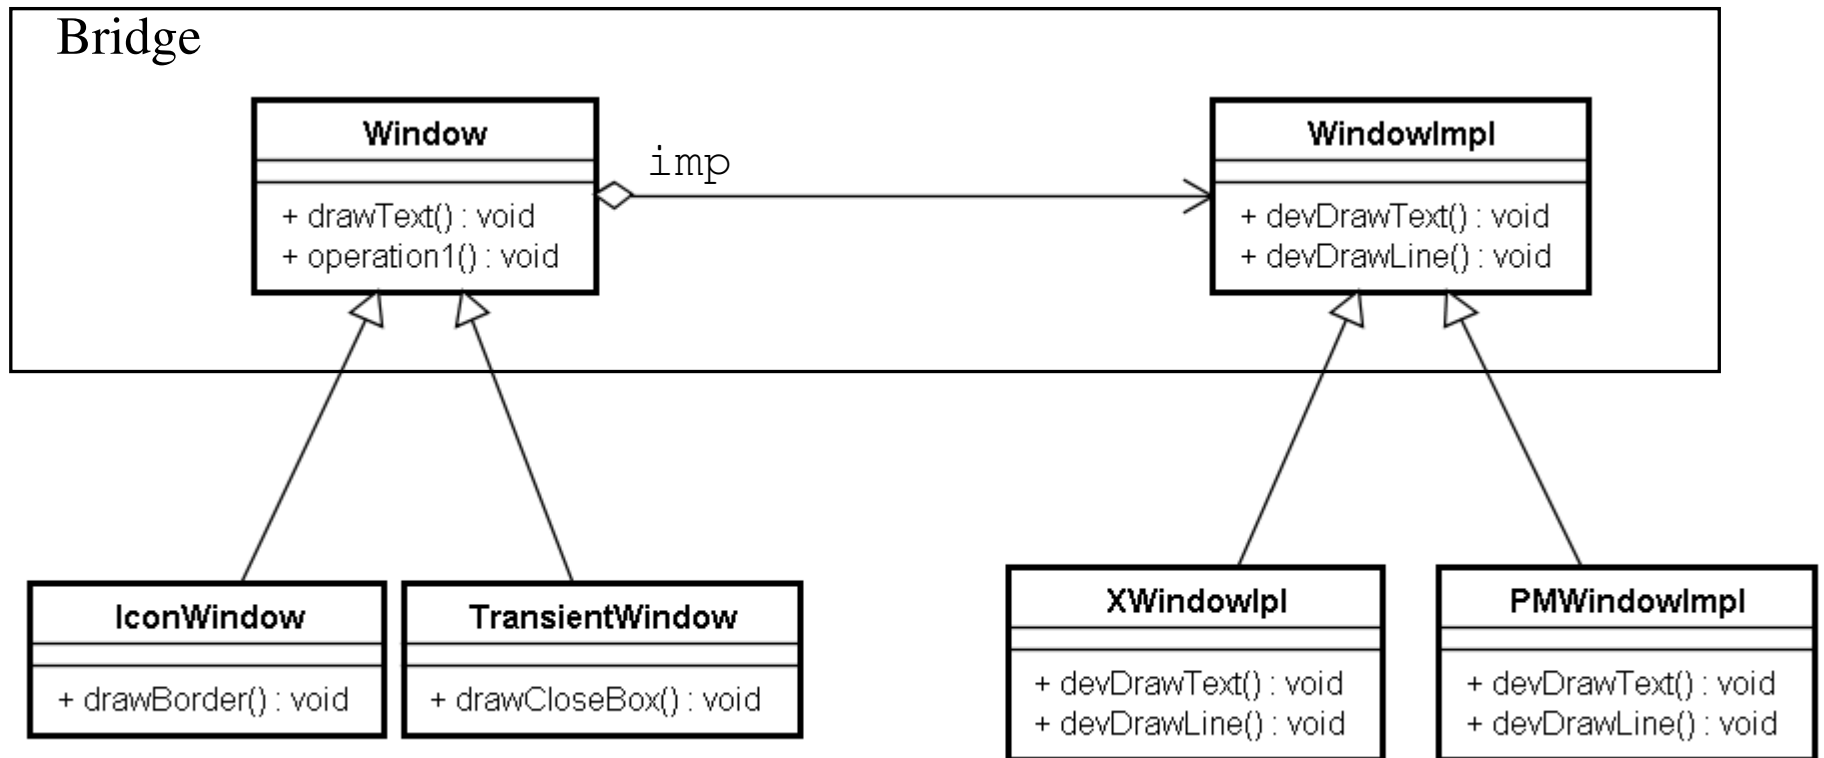 Bridge
Window
+ drawText() : void
+ operation1() : void
imp
WindowImpl
+ devDrawText() : void
+ devDrawLine() : void
IconWindow
+ drawBorder() : void
TransientWindow
+ drawCloseBox() : void
XWindowIpl
+ devDrawText() : void
+ devDrawLine() : void
PMWindowImpl
+ devDrawText() : void
+ devDrawLine() : void